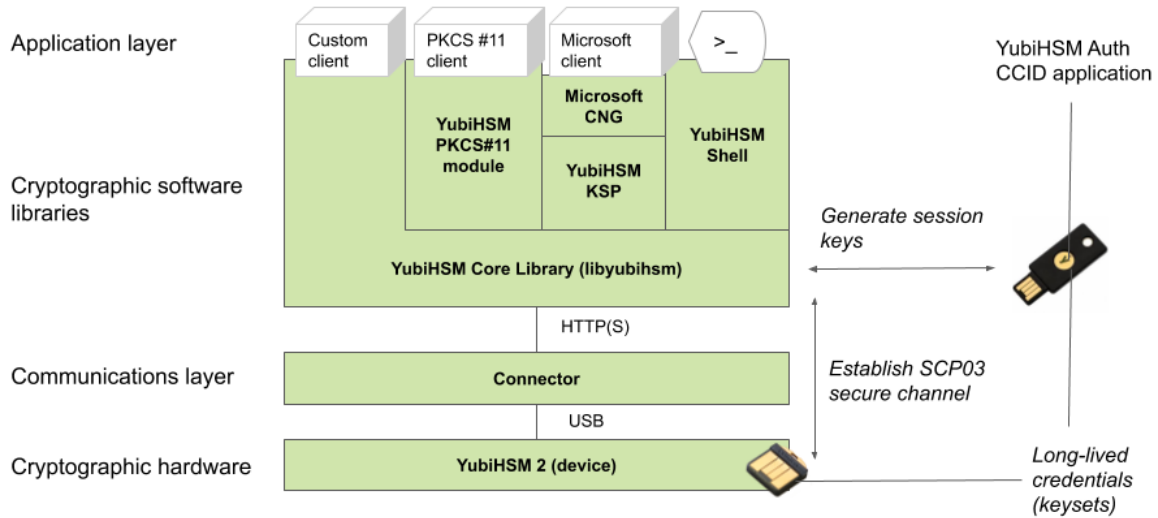 Application layer
Custom
client
PKCS #11
client
Microsoft
client
>_
YubiHSM Auth
CCID application
Cryptographic software
libraries
YubiHSM
PKCS#11
module
Microsoft
CNG
YubiHSM
KSP
YubiHSM
Shell
YubiHSM Core Library (libyubihsm)
Generate session
keys
HTTP(S)
Communications layer
Connector
Establish SCP03
secure channel
USB
Cryptographic hardware
YubiHSM 2 (device)
Long-lived
credentials
(keysets)